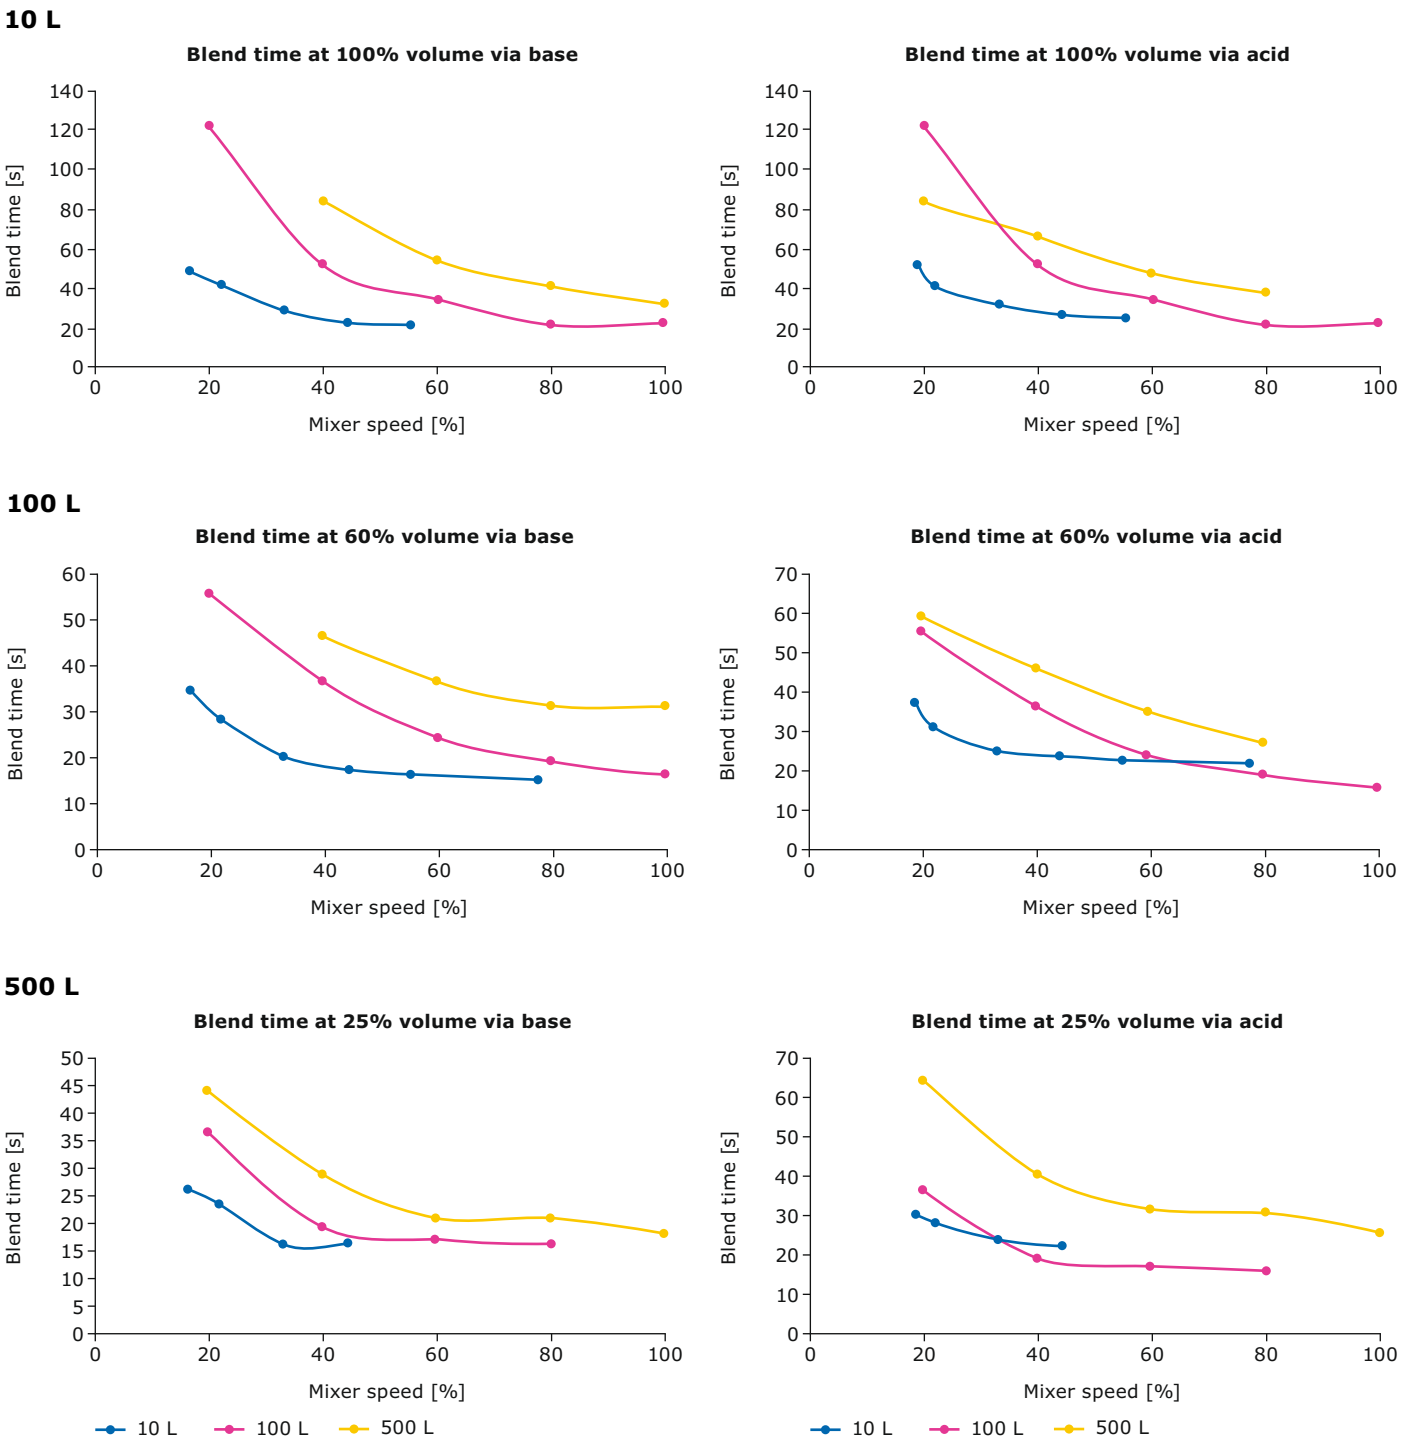 10 L
Blend time at 100% volume via base
Blend time [s]
140
120
100
80
60
40
20
0
0 20 40 60 80 100
Mixer speed [%]
Blend time at 100% volume via acid
Blend time [s]
140
120
100
80
60
40
20
0
0 20 40 60 80 100
Mixer speed [%]
100 L
Blend time at 60% volume via base
Blend time [s]
60
50
40
30
20
10
0
0 20 40 60 80 100
Mixer speed [%]
Blend time at 60% volume via acid
Blend time [s]
70
60
50
40
30
20
10
0
0 20 40 60 80 100
Mixer speed [%]
500 L
Blend time at 25% volume via base
Blend time [s]
50
45
40
35
30
25
20
15
10
5
0
0 20 40 60 80 100
Mixer speed [%]
10 L 100 L 500 L
Blend time at 25% volume via acid
Blend time [s]
70
60
50
40
30
20
10
0
0 20 40 60 80 100
Mixer speed [%]
10 L 100 L 500 L